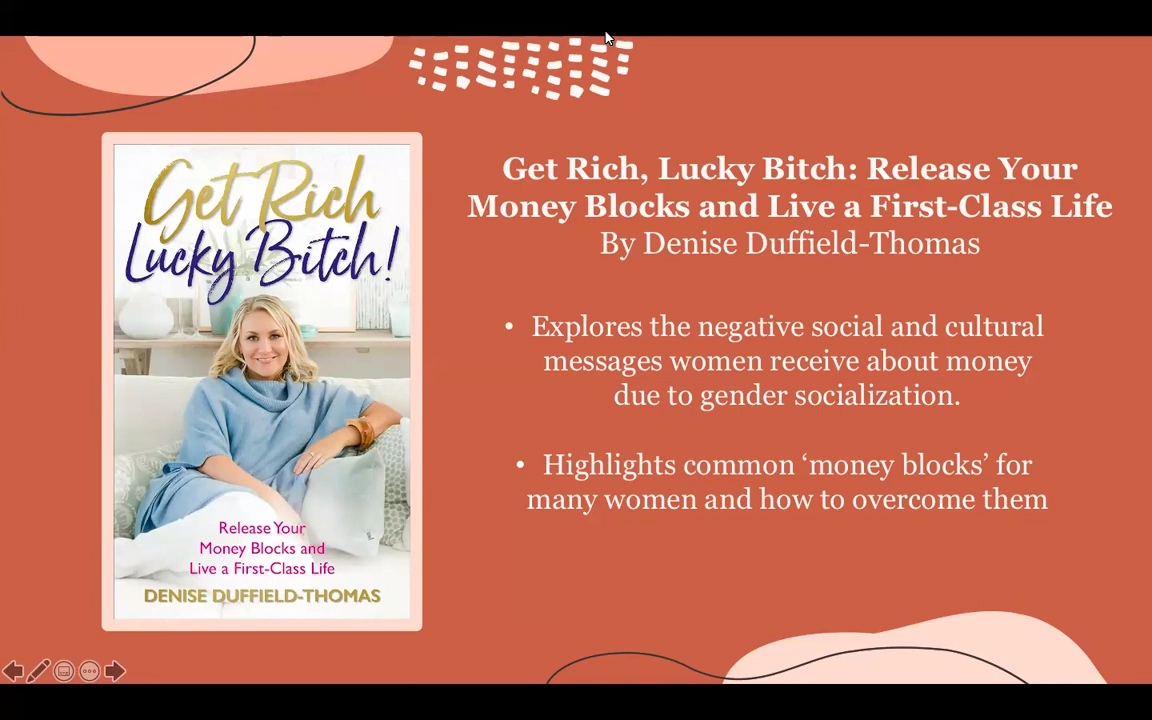 Get Rich
Lucky Bitch!
Release Your
Money Blocks and
Live a First-Class Life
DENISE DUFFIELD-THOMAS
Get Rich, Lucky Bitch: Release Your
Money Blocks and Live a First-Class Life
By Denise Duffield-Thomas
• Explores the negative social and cultural
messages women receive about money
due to gender socialization.
• Highlights common ‘money blocks’ for
many women and how to overcome them